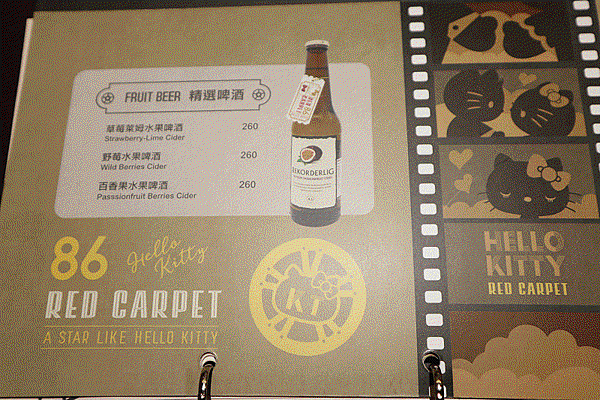 FRUIT BEER 精選啤酒
草莓萊姆水果啤酒 260
Strawberry-Lime Cider
野莓水果啤酒 260
Wild Berries Cider
百香果水果啤酒 260
Passsionfruit Berries Cider
REKORDERLIG
86 Hello Kitty
RED CARPET
A STAR LIKE HELLO KITTY
KT
HELLO
KITTY
RED CARPET